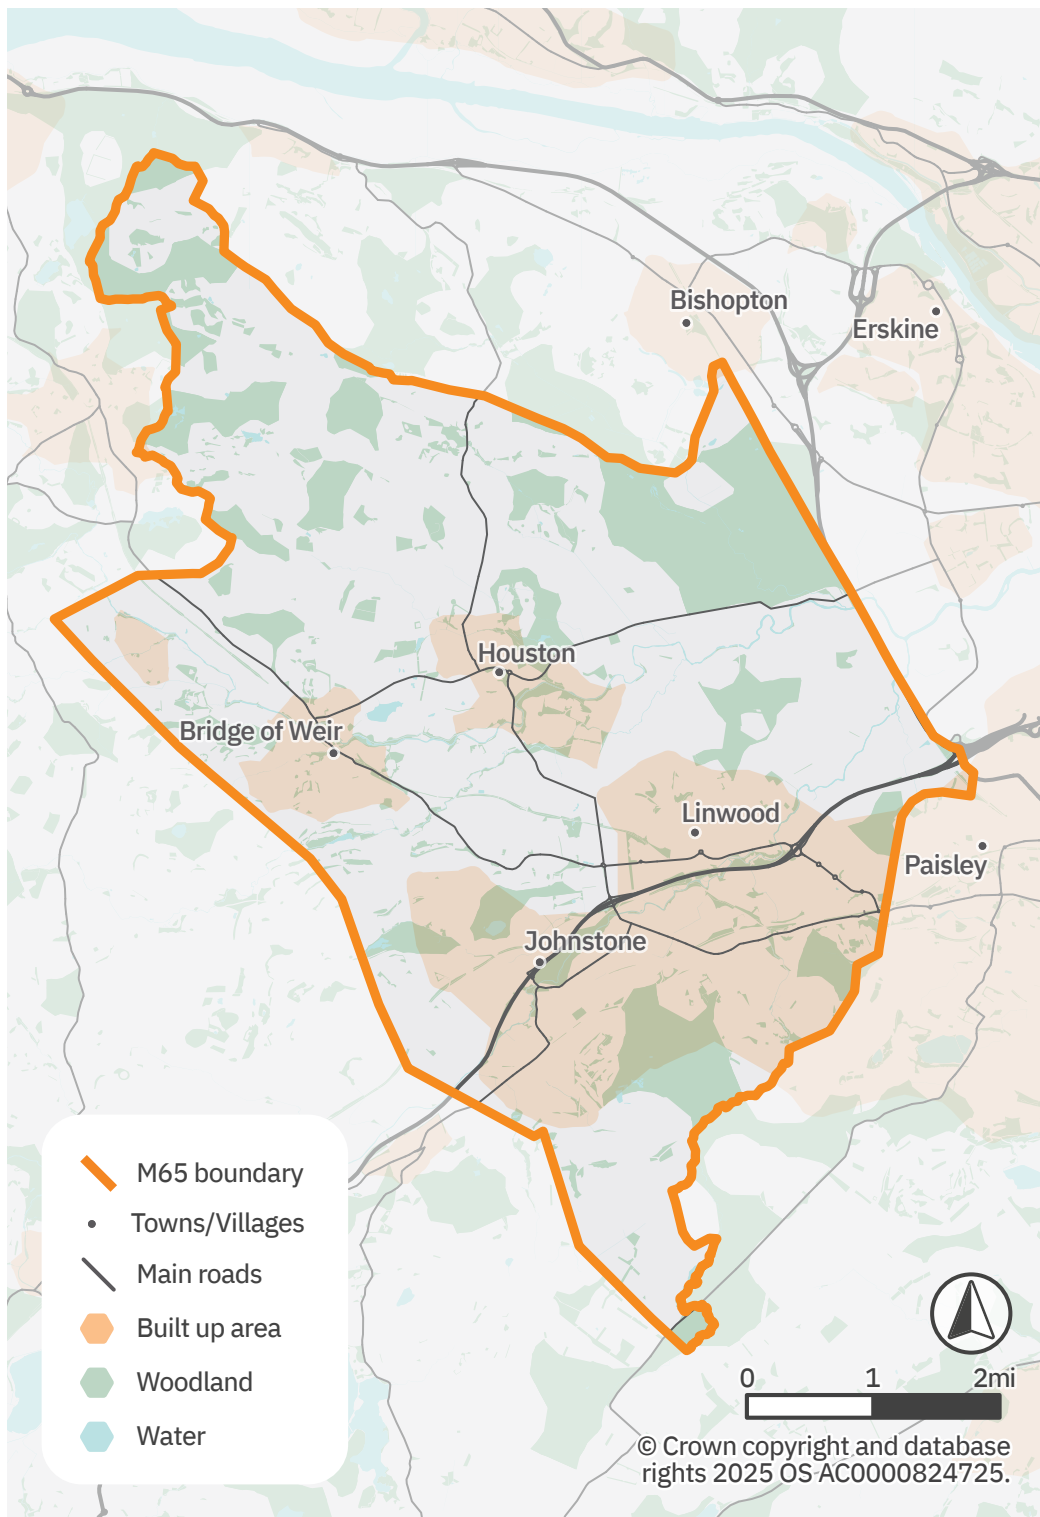 Bishopton
Erskine
Houston
Bridge of Weir
Linwood
Paisley
Johnstone
M65 boundary
Towns/Villages
Main roads
Built up area
Woodland
Water
0 1 2mi
© Crown copyright and database
rights 2025 OS AC0000824725.